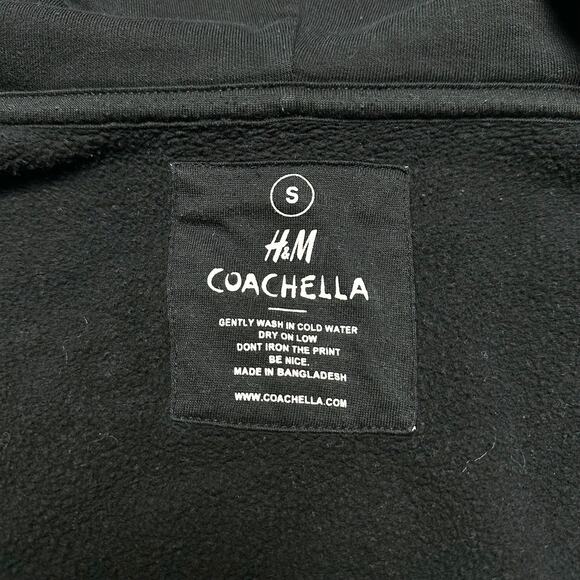 S
H&M
COACHELLA
GENTLY WASH IN COLD WATER
DRY ON LOW
DONT IRON THE PRINT
BE NICE.
MADE IN BANGLADESH
WWW.COACHELLA.COM